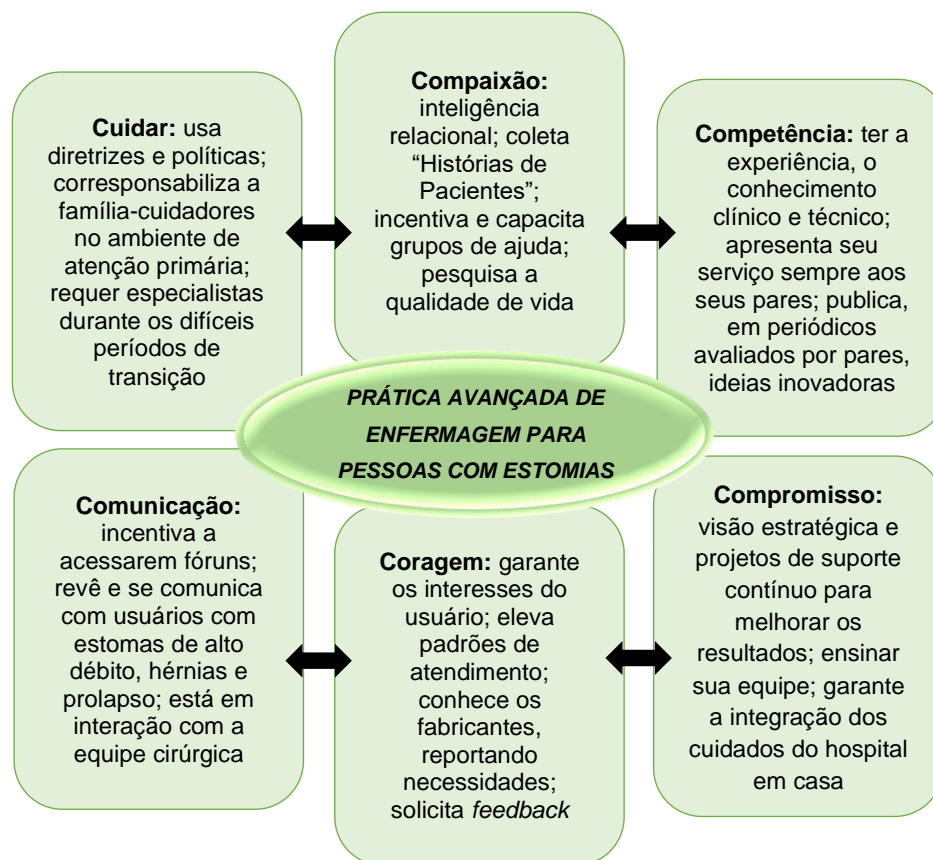 Cuidar: usa
diretrizes e políticas;
corresponsabiliza a
família-cuidadores
no ambiente de
atenção primária;
requer especialistas
durante os difíceis
períodos de
transição
Compaixão:
inteligência
relacional; coleta
“Histórias de
Pacientes”;
incentiva e capacita
grupos de ajuda;
pesquisa a
qualidade de vida
Competência: ter a
experiência, o
conhecimento
clínico e técnico;
apresenta seu
serviço sempre aos
seus pares; publica,
em periódicos
avaliados por pares,
ideias inovadoras
PRÁTICA AVANÇADA DE
ENFERMAGEM PARA
PESSOAS COM ESTOMIAS
Comunicação:
incentiva a
acessarem fóruns;
revê e se comunica
com usuários com
estomas de alto
débito, hérnias e
prolapso; está em
interação com a
equipe cirúrgica
Coragem: garante
os interesses do
usuário; eleva
padrões de
atendimento;
conhece os
fabricantes,
reportando
necessidades;
solicita feedback
Compromisso:
visão estratégica e
projetos de suporte
contínuo para
melhorar os
resultados; ensinar
sua equipe; garante
a integração dos
cuidados do hospital
em casa